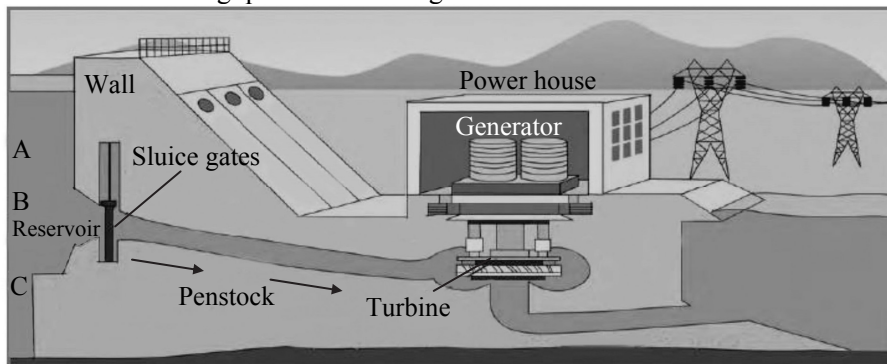 Wall
Power house
Generator
A
Sluice gates
B
Reservoir
C
Penstock
Turbine